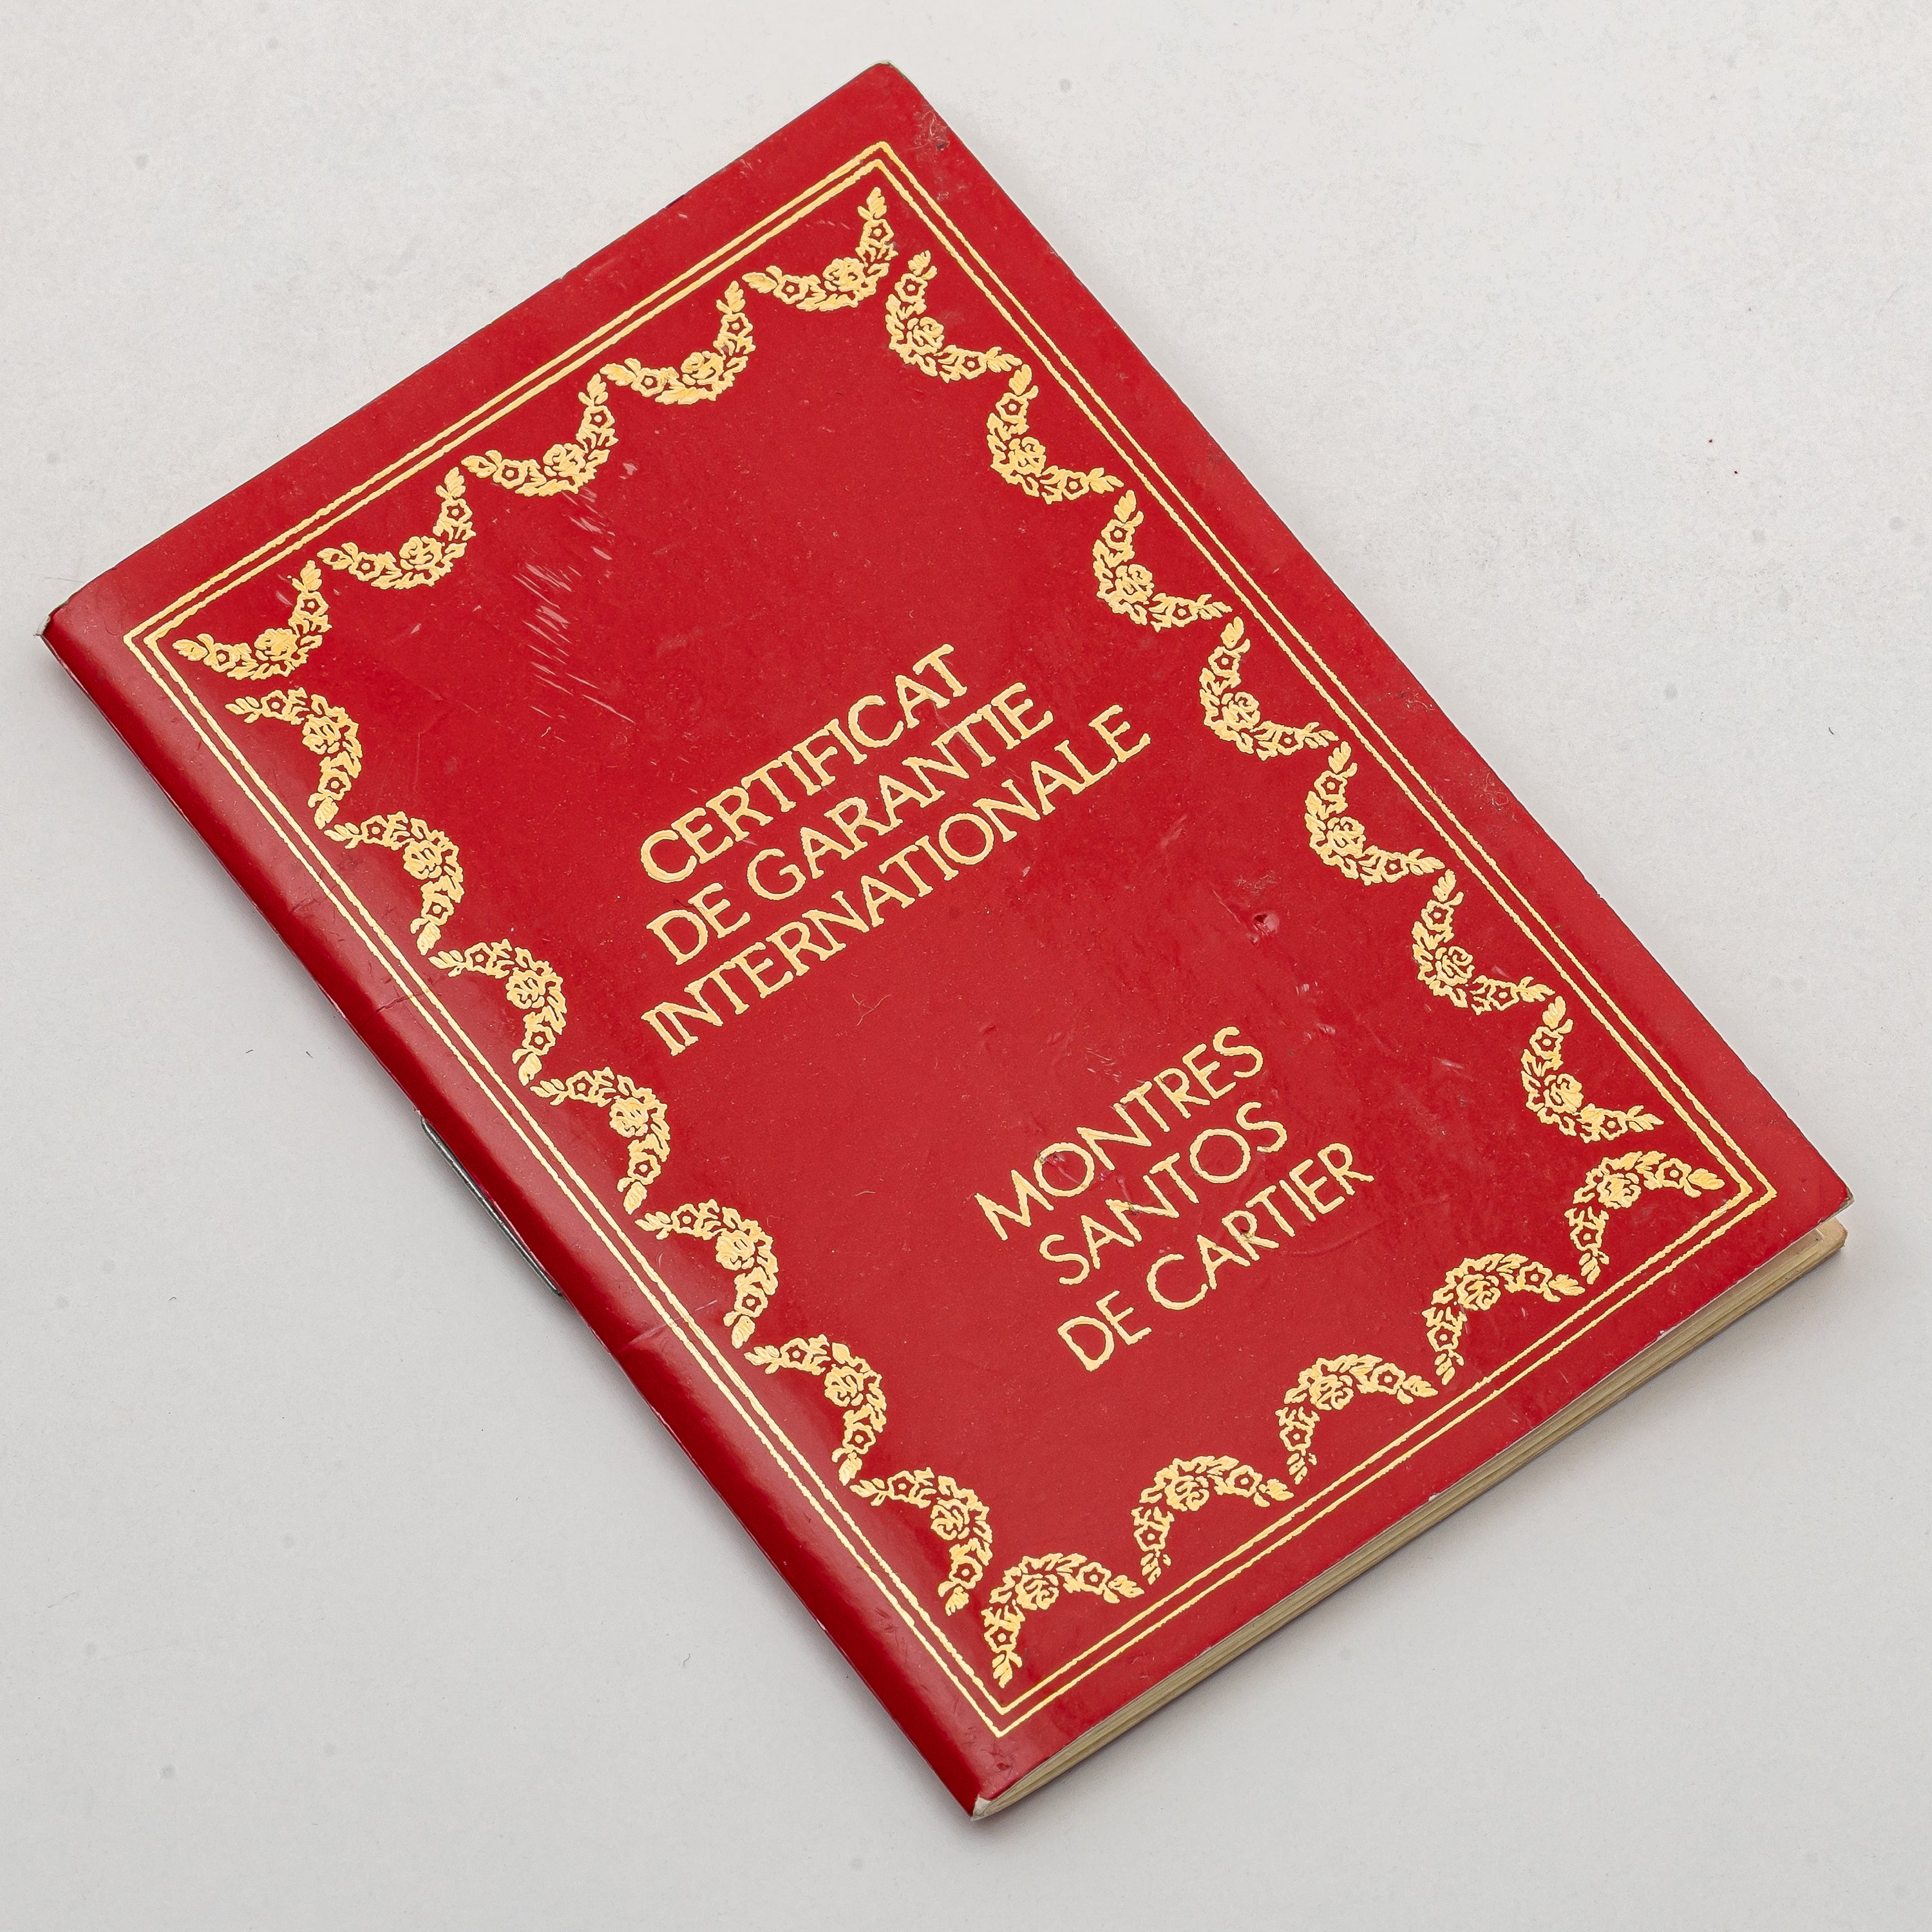 CERTIFICAT
DE GARANTIE
INTERNATIONALE
MONTRES
SANTOS
DE CARTIER